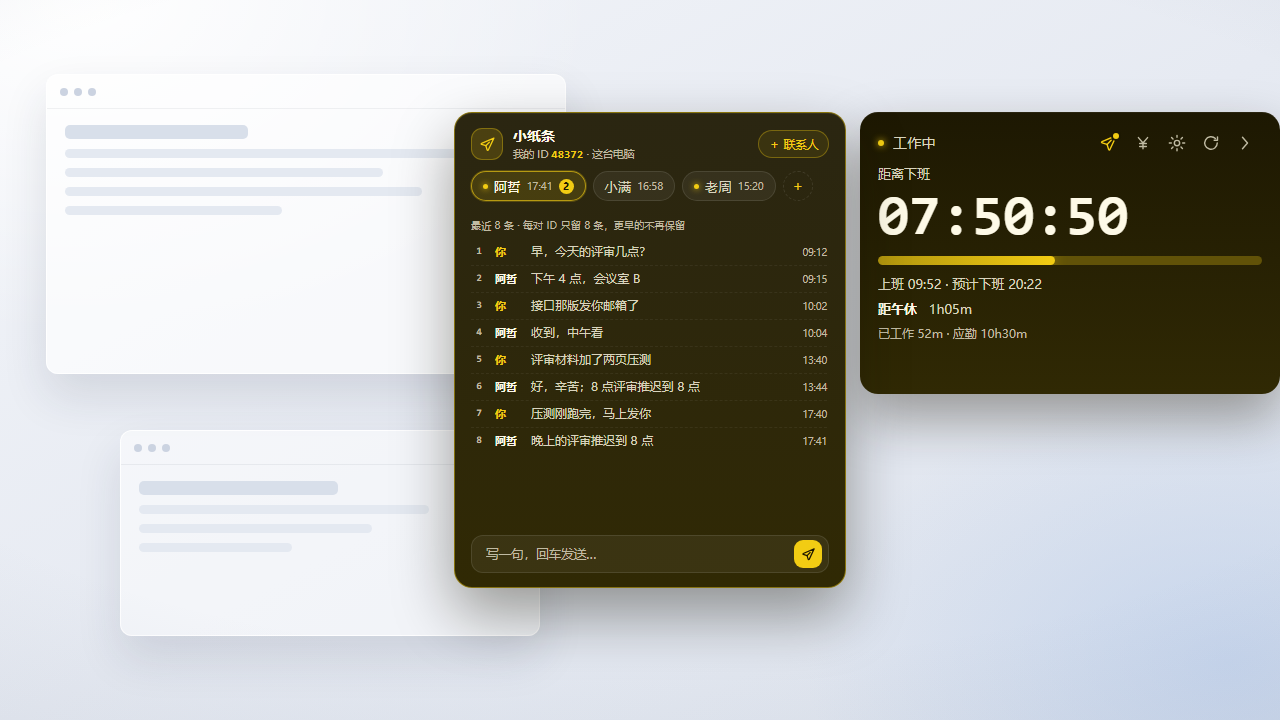 小纸条
我的 ID 48372 · 这台电脑
+ 联系人
阿哲 17:41 2
小满 16:58
老周 15:20
+
最近 8 条 · 每对 ID 只留 8 条，更早的不再保留
1 你 早，今天的评审几点？ 09:12
2 阿哲 下午 4 点，会议室 B 09:15
3 你 接口那版发你邮箱了 10:02
4 阿哲 收到，中午看 10:04
5 你 评审材料加了两页压测 13:40
6 阿哲 好，辛苦；8 点评审推迟到 8 点 13:44
7 你 压测刚跑完，马上发你 17:40
8 阿哲 晚上的评审推迟到 8 点 17:41
写一句，回车发送...
工作中 ¥
距离下班
07:50:50
上班 09:52 · 预计下班 20:22
距午休 1h05m
已工作 52m · 应勤 10h30m